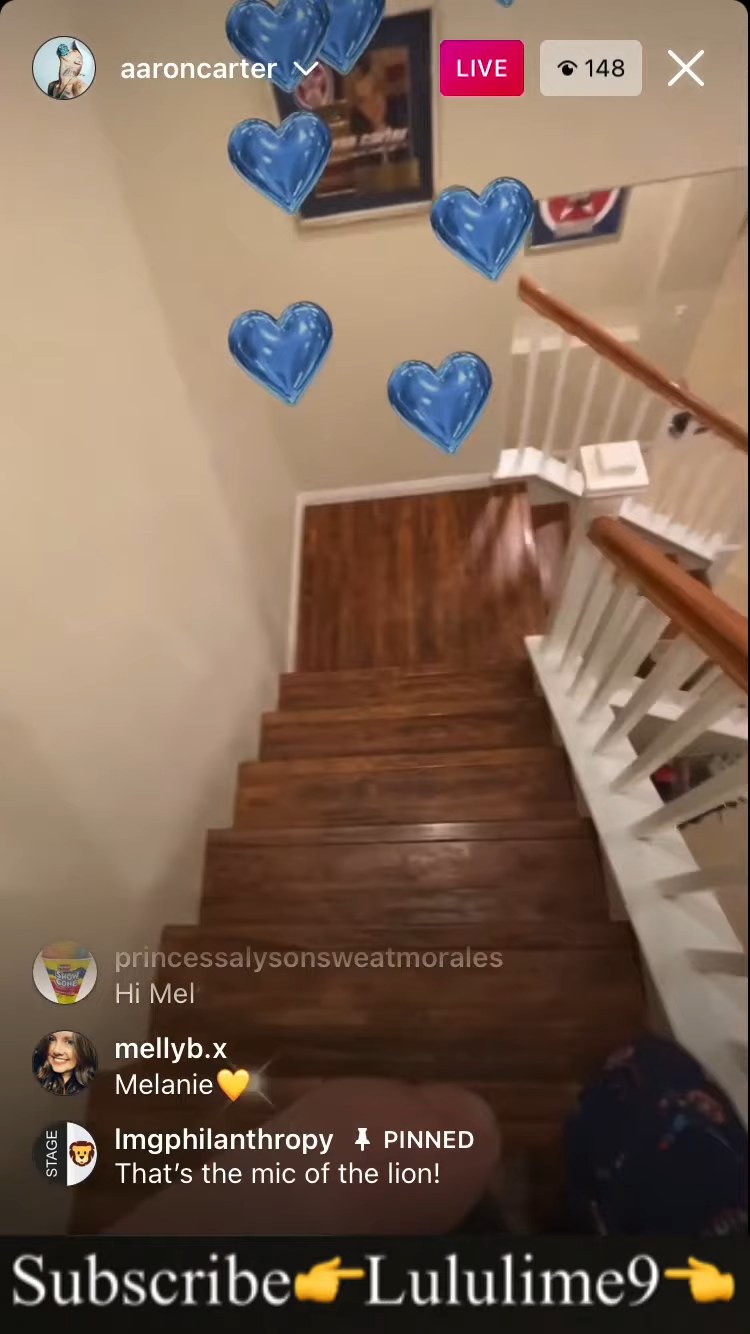 aaroncarter
LIVE
148
princessalysonsweatmorales
Hi Mel
mellyb.x
Melanie💛
STAGE
lmgphilanthropy 📌 PINNED
That's the mic of the lion!
Subscribe👉Lululime9👈